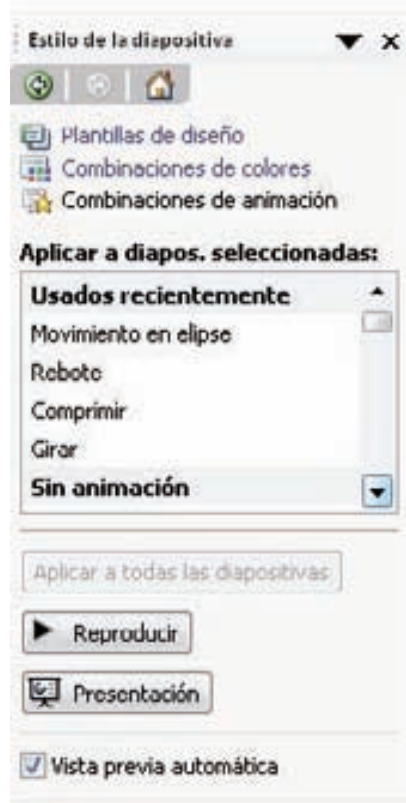 Estilo de la diapositiva
Plantillas de diseño
Combinaciones de colores
Combinaciones de animación
Aplicar a diapos. seleccionadas:
Usados recientemente
Movimiento en elipse
Rebote
Comprimir
Girar
Sin animación
Aplicar a todas las diapositivas
Reproducir
Presentación
Vista previa automática